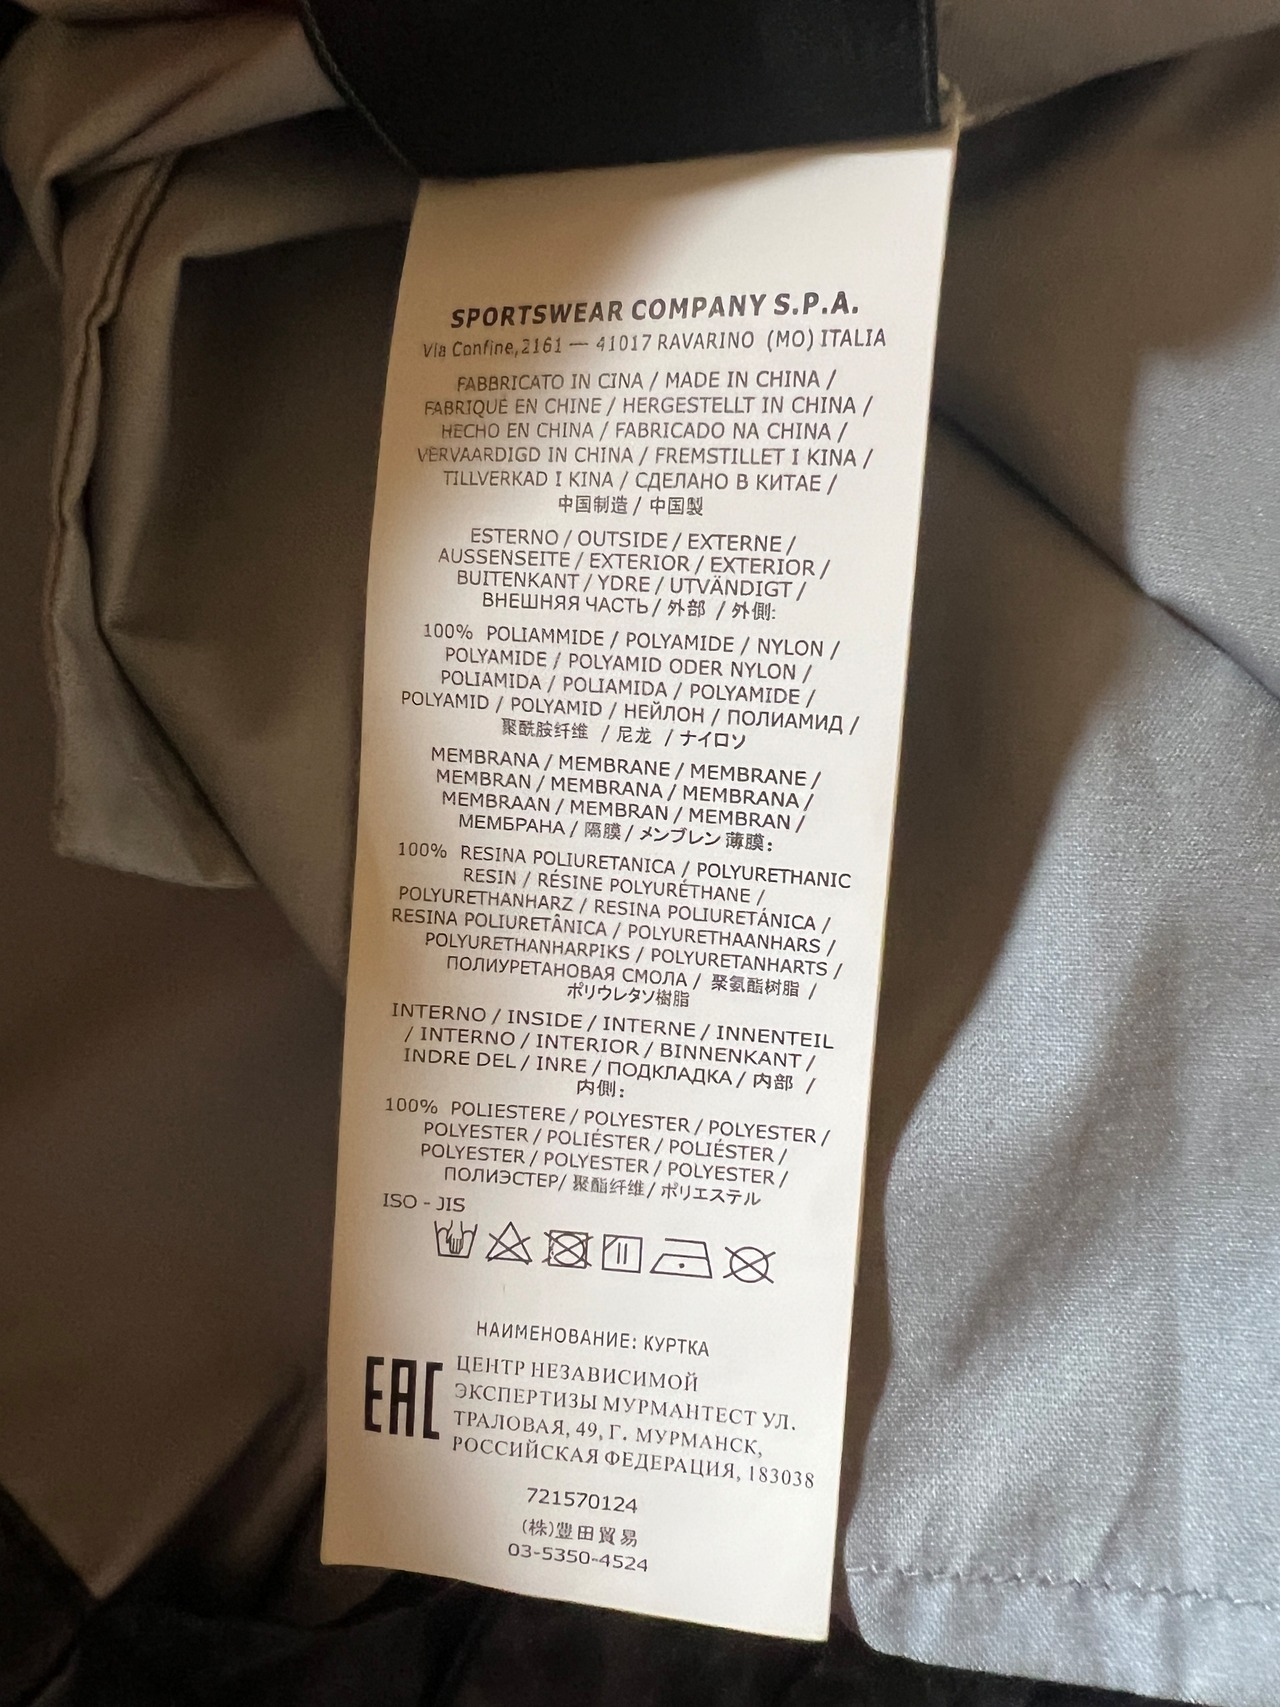 SPORTSWEAR COMPANY S.P.A.
Via Confine,2161 — 41017 RAVARINO (MO) ITALIA
FABBRICATO IN CINA / MADE IN CHINA /
FABRIQUÉ EN CHINE / HERGESTELLT IN CHINA /
HECHO EN CHINA / FABRICADO NA CHINA /
VERVAARDIGD IN CHINA / FREMSTILLET I KINA /
TILLVERKAD I KINA / СДЕЛАНО В КИТАЕ /
中国制造 / 中国製
ESTERNO / OUTSIDE / EXTERNE /
AUSSENSEITE / EXTERIOR / EXTERIOR /
BUITENKANT / YDRE / UTVÄNDIGT /
ВНЕШНЯЯ ЧАСТЬ / 外部 / 外側:
100% POLIAMMIDE / POLYAMIDE / NYLON /
POLYAMIDE / POLYAMID ODER NYLON /
POLIAMIDA / POLIAMIDA / POLYAMIDE /
POLYAMID / POLYAMID / НЕЙЛОН / ПОЛИАМИД /
聚酰胺纤维 / 尼龙 / ナイロソ
MEMBRANA / MEMBRANE / MEMBRANE /
MEMBRAN / MEMBRANA / MEMBRANA /
MEMBRAAN / MEMBRAN / MEMBRAN /
МЕМБРАНА / 隔膜 / メンブレン 薄膜:
100% RESINA POLIURETANICA / POLYURETHANIC
RESIN / RÉSINE POLYURÉTHANE /
POLYURETHANHARZ / RESINA POLIURETÁNICA /
RESINA POLIURETÂNICA / POLYURETHAANHARS /
POLYURETHANHARPIKS / POLYURETANHARTS /
ПОЛИУРЕТАНОВАЯ СМОЛА / 聚氨酯树脂 /
ポリウレタソ樹脂
INTERNO / INSIDE / INTERNE / INNENTEIL
/ INTERNO / INTERIOR / BINNENKANT /
INDRE DEL / INRE / ПОДКЛАДКА / 内部 /
内側:
100% POLIESTERE / POLYESTER / POLYESTER /
POLYESTER / POLIÉSTER / POLIÉSTER /
POLYESTER / POLYESTER / POLYESTER /
ПОЛИЭСТЕР/ 聚酯纤维/ ポリエステル
ISO - JIS
НАИМЕНОВАНИЕ: КУРТКА
EAC
ЦЕНТР НЕЗАВИСИМОЙ
ЭКСПЕРТИЗЫ МУРМАНТЕСТ УЛ.
ТРАЛОВАЯ, 49, Г. МУРМАНСК,
РОССИЙСКАЯ ФЕДЕРАЦИЯ, 183038
721570124
(株)豊田貿易
03-5350-4524